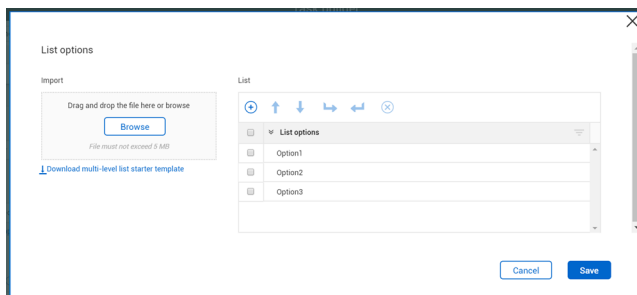 List options
Import
Drag and drop the file here or browse
Browse
File must not exceed 5 MB
Download multi-level list starter template
List
List options
Option1
Option2
Option3
Cancel
Save